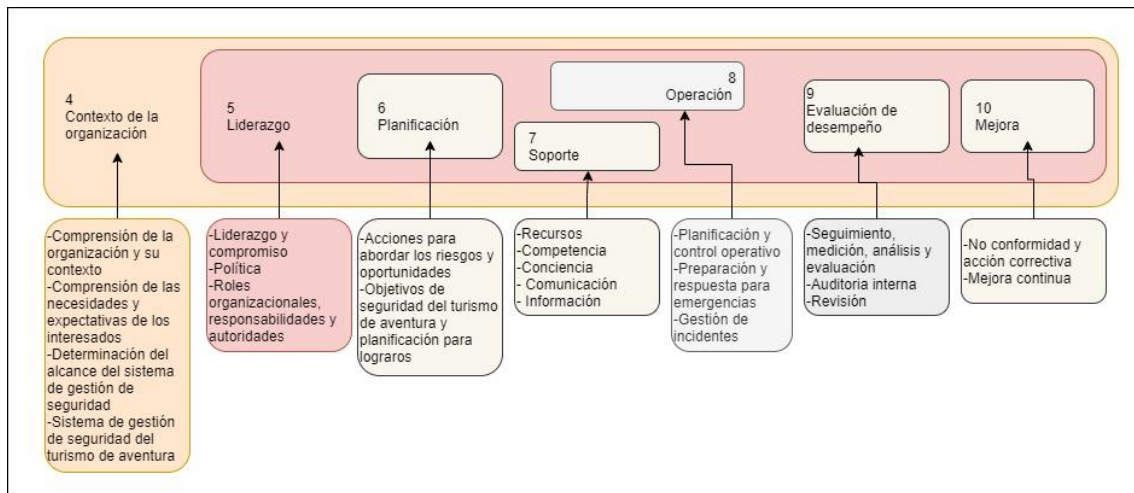 4
Contexto de la
organización
5
Liderazgo
6
Planificación
7
Soporte
8
Operación
9
Evaluación de
desempeño
10
Mejora
-Comprensión de la
organización y su
contexto
-Comprensión de las
necesidades y
expectativas de los
interesados
-Determinación del
alcance del sistema
de gestión de
seguridad
-Sistema de gestión
de seguridad del
turismo de aventura
-Liderazgo y
compromiso
-Política
-Roles
organizacionales,
responsabilidades y
autoridades
-Acciones para
abordar los riesgos y
oportunidades
-Objetivos de
seguridad del turismo
de aventura y
planificación para
lograros
-Recursos
-Competencia
-Conciencia
- Comunicación
- Información
-Planificación y
control operativo
-Preparación y
respuesta para
emergencias
-Gestión de
incidentes
-Seguimiento,
medición, análisis y
evaluación
-Auditoria interna
-Revisión
-No conformidad y
acción correctiva
-Mejora continua